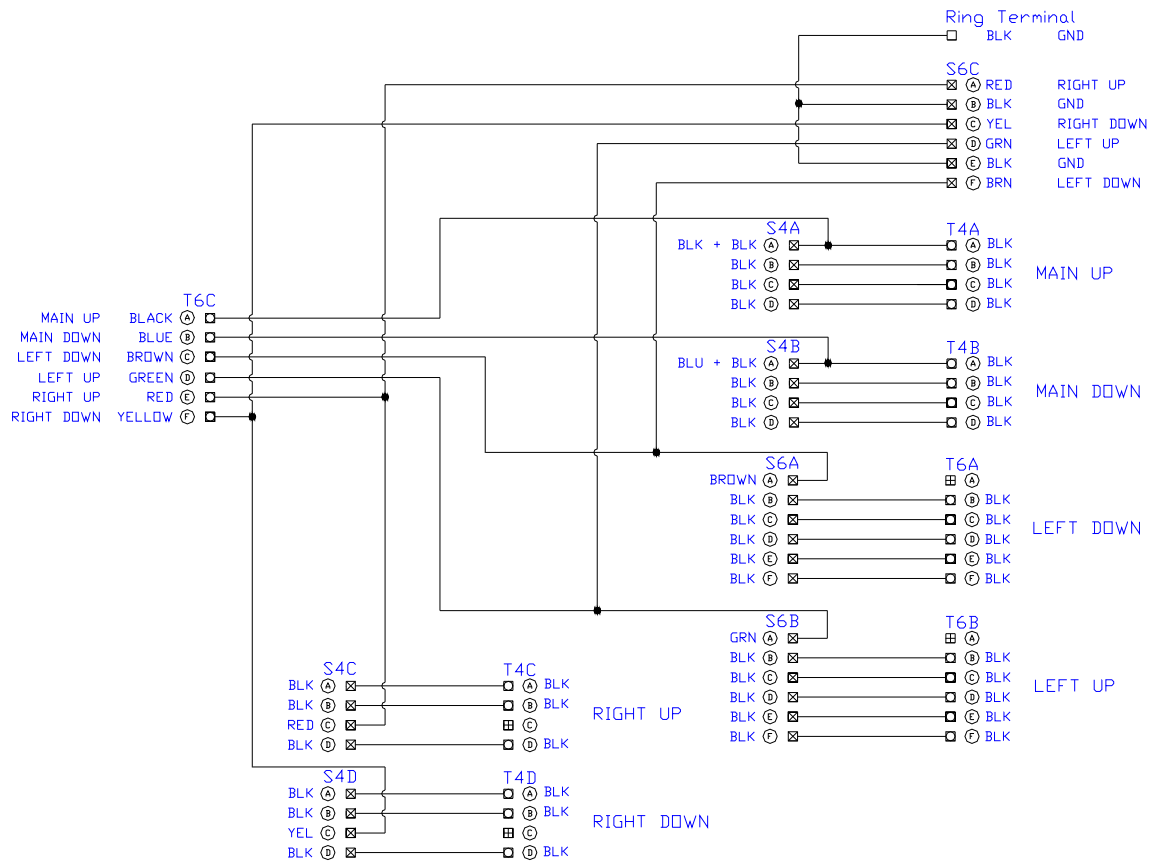 Ring Terminal
BLK GND
S6C
A RED RIGHT UP
B BLK GND
C YEL RIGHT DOWN
D GRN LEFT UP
E BLK GND
F BRN LEFT DOWN
S4A T4A
BLK + BLK A A BLK
BLK B B BLK
BLK C C BLK
BLK D D BLK
MAIN UP
T6C
MAIN UP BLACK A
MAIN DOWN BLUE B
LEFT DOWN BROWN C
LEFT UP GREEN D
RIGHT UP RED E
RIGHT DOWN YELLOW F
S4B T4B
BLU + BLK A A BLK
BLK B B BLK
BLK C C BLK
BLK D D BLK
MAIN DOWN
S6A T6A
BROWN A A
BLK B B BLK
BLK C C BLK
BLK D D BLK
BLK E E BLK
BLK F F BLK
LEFT DOWN
S6B T6B
GRN A A
BLK B B BLK
BLK C C BLK
BLK D D BLK
BLK E E BLK
BLK F F BLK
LEFT UP
S4C T4C
BLK A A BLK
BLK B B BLK
RED C C
BLK D D BLK
RIGHT UP
S4D T4D
BLK A A BLK
BLK B B BLK
YEL C C
BLK D D BLK
RIGHT DOWN